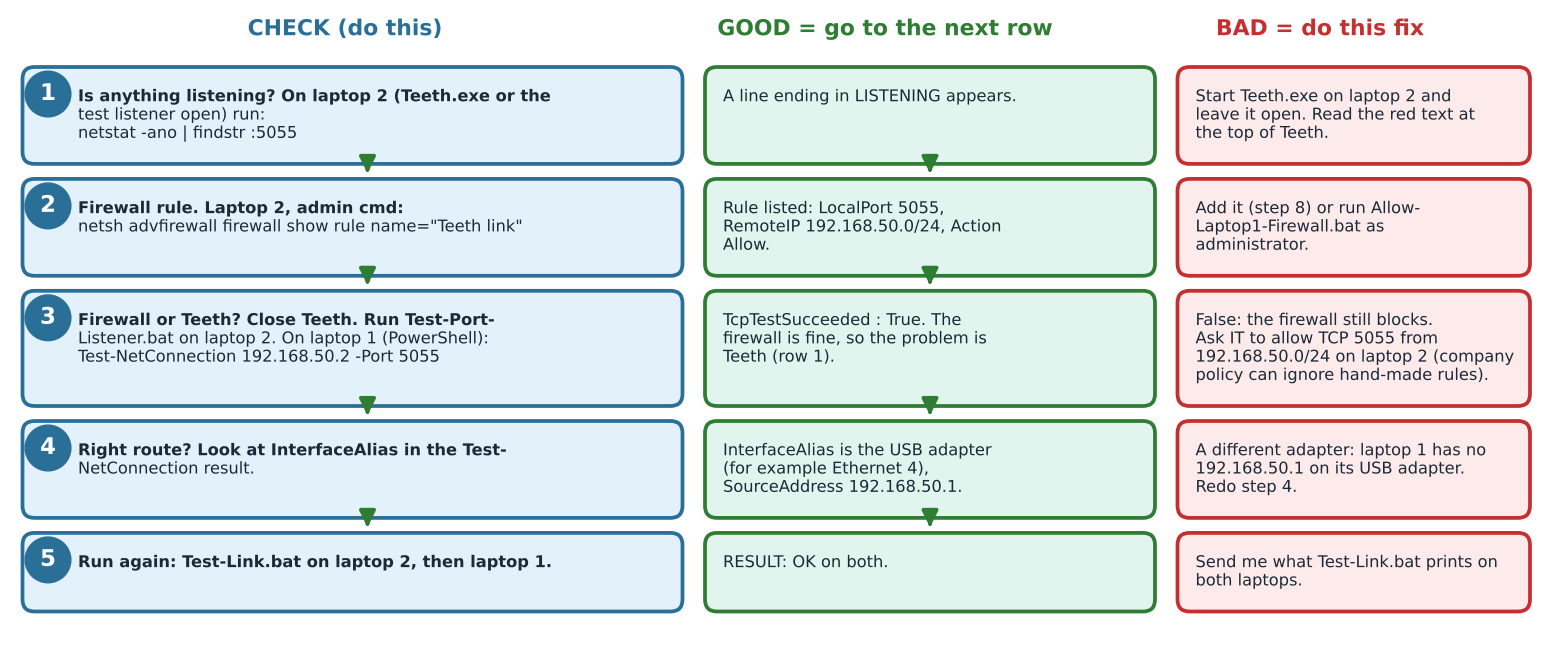 CHECK (do this)
GOOD = go to the next row
BAD = do this fix
1
Is anything listening? On laptop 2 (Teeth.exe or the
test listener open) run:
netstat -ano | findstr :5055
A line ending in LISTENING appears.
Start Teeth.exe on laptop 2 and
leave it open. Read the red text at
the top of Teeth.
2
Firewall rule. Laptop 2, admin cmd:
netsh advfirewall firewall show rule name="Teeth link"
Rule listed: LocalPort 5055,
RemoteIP 192.168.50.0/24, Action
Allow.
Add it (step 8) or run Allow-
Laptop1-Firewall.bat as
administrator.
3
Firewall or Teeth? Close Teeth. Run Test-Port-
Listener.bat on laptop 2. On laptop 1 (PowerShell):
Test-NetConnection 192.168.50.2 -Port 5055
TcpTestSucceeded : True. The
firewall is fine, so the problem is
Teeth (row 1).
False: the firewall still blocks.
Ask IT to allow TCP 5055 from
192.168.50.0/24 on laptop 2 (company
policy can ignore hand-made rules).
4
Right route? Look at InterfaceAlias in the Test-
NetConnection result.
InterfaceAlias is the USB adapter
(for example Ethernet 4),
SourceAddress 192.168.50.1.
A different adapter: laptop 1 has no
192.168.50.1 on its USB adapter.
Redo step 4.
5
Run again: Test-Link.bat on laptop 2, then laptop 1.
RESULT: OK on both.
Send me what Test-Link.bat prints on
both laptops.